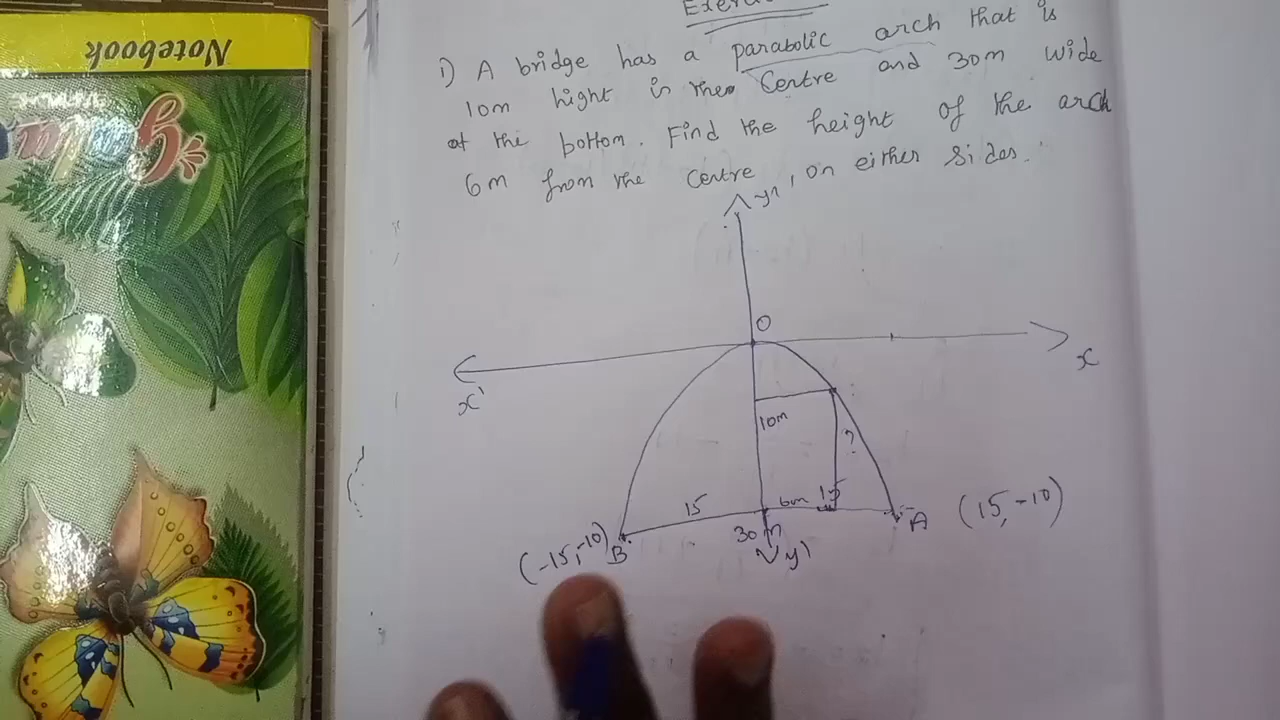 Notebook
1) A bridge has a parabolic arch that is
10m hight is the Centre and 30m wide
at the bottom. Find the height of the arch
6m from the Centre, on either Sides.
y
O
x'
x
10m
?
15
6m
15
30m
y'
(-15,-10)
B
A
(15,-10)